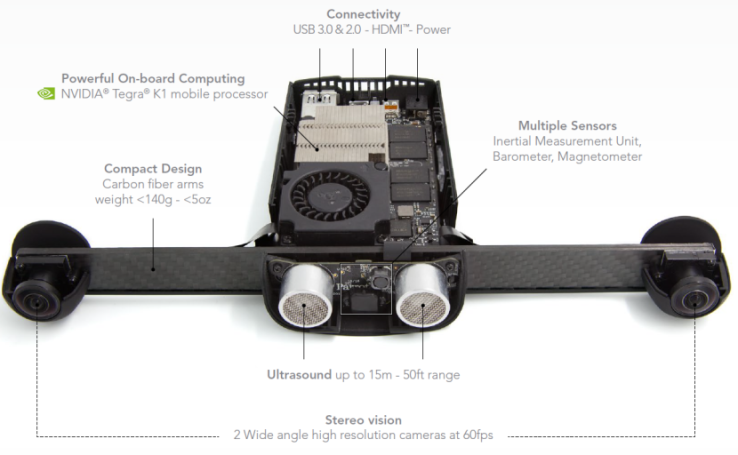 Connectivity
USB 3.0 & 2.0 - HDMI™- Power
Powerful On-board Computing
NVIDIA® Tegra® K1 mobile processor
Multiple Sensors
Inertial Measurement Unit,
Barometer, Magnetometer
Compact Design
Carbon fiber arms
weight <140g - <5oz
Ultrasound up to 15m - 50ft range
Stereo vision
2 Wide angle high resolution cameras at 60fps